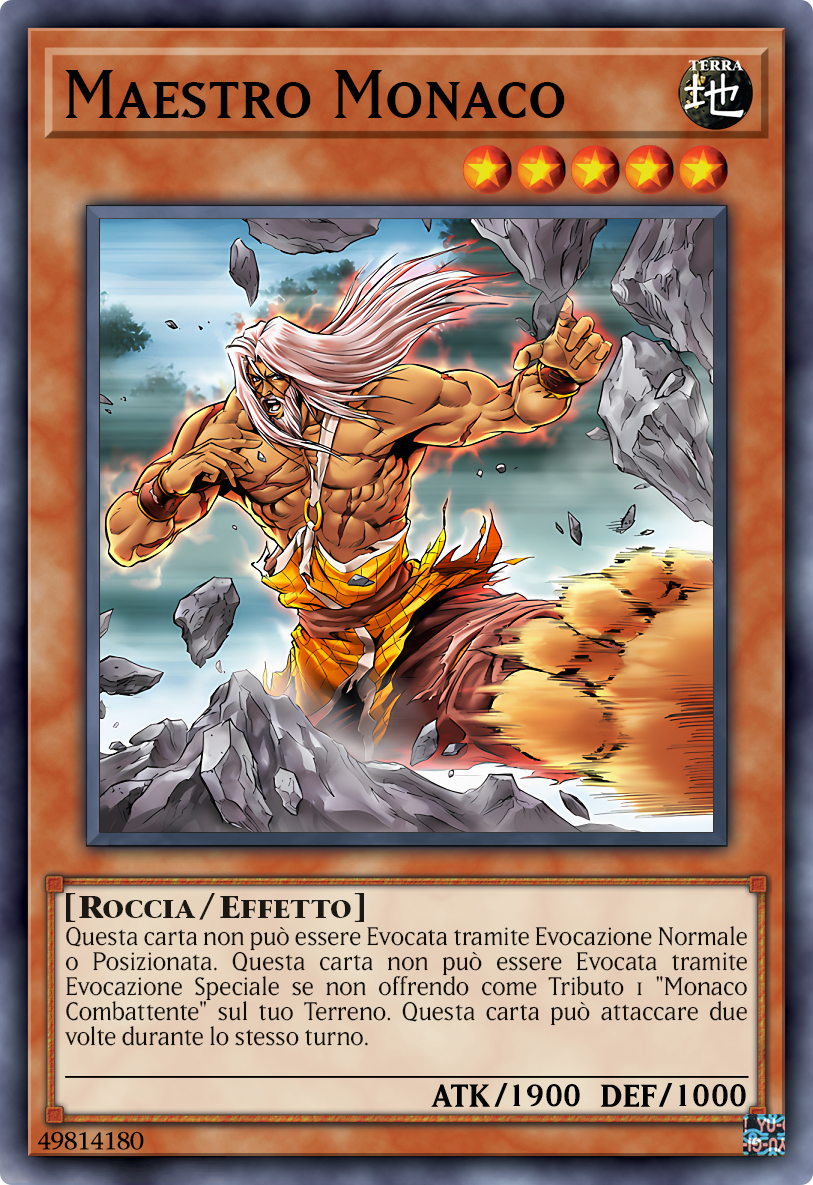 Maestro Monaco
TERRA
地
[Roccia/Effetto]
Questa carta non può essere Evocata tramite Evocazione Normale
o Posizionata. Questa carta non può essere Evocata tramite
Evocazione Speciale se non offrendo come Tributo 1 "Monaco
Combattente" sul tuo Terreno. Questa carta può attaccare due
volte durante lo stesso turno.
ATK/1900 DEF/1000
49814180